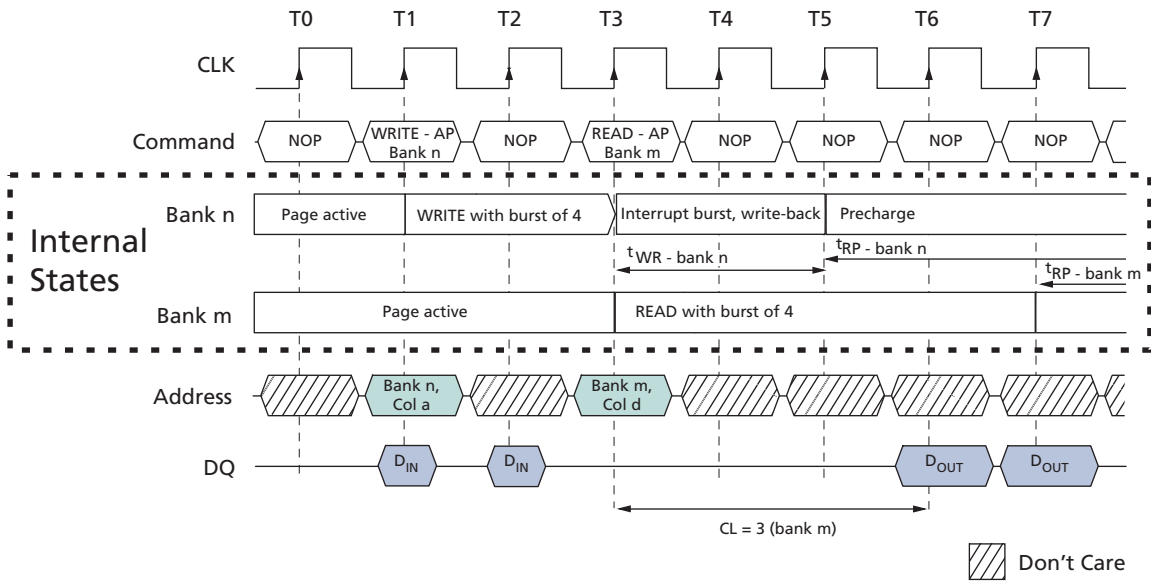 T0 T1 T2 T3 T4 T5 T6 T7
CLK
Command NOP WRITE - AP Bank n NOP READ - AP Bank m NOP NOP NOP NOP
Internal States
Bank n Page active WRITE with burst of 4 Interrupt burst, write-back Precharge
tWR - bank n tRP - bank n
tRP - bank m
Bank m Page active READ with burst of 4
Address Bank n, Col a Bank m, Col d
DQ DIN DIN DOUT DOUT
CL = 3 (bank m)
Don't Care